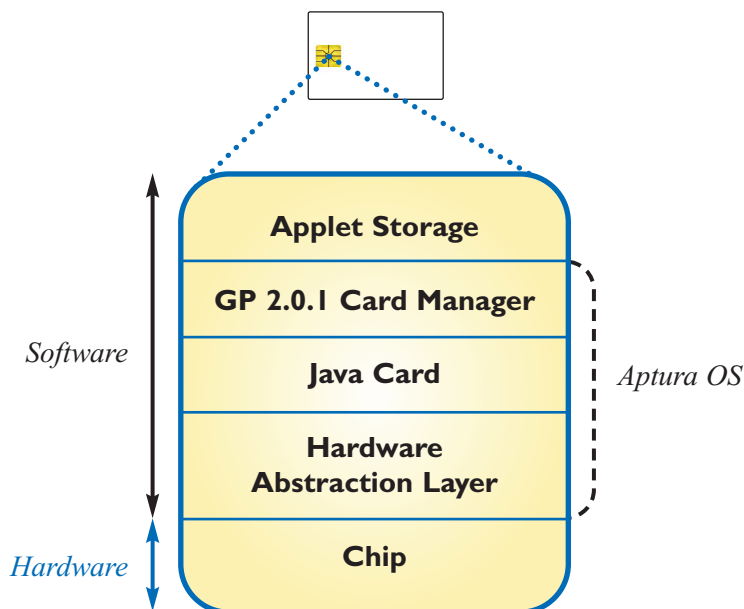 Applet Storage
GP 2.0.1 Card Manager
Software
Java Card
Aptura OS
Hardware
Abstraction Layer
Chip
Hardware